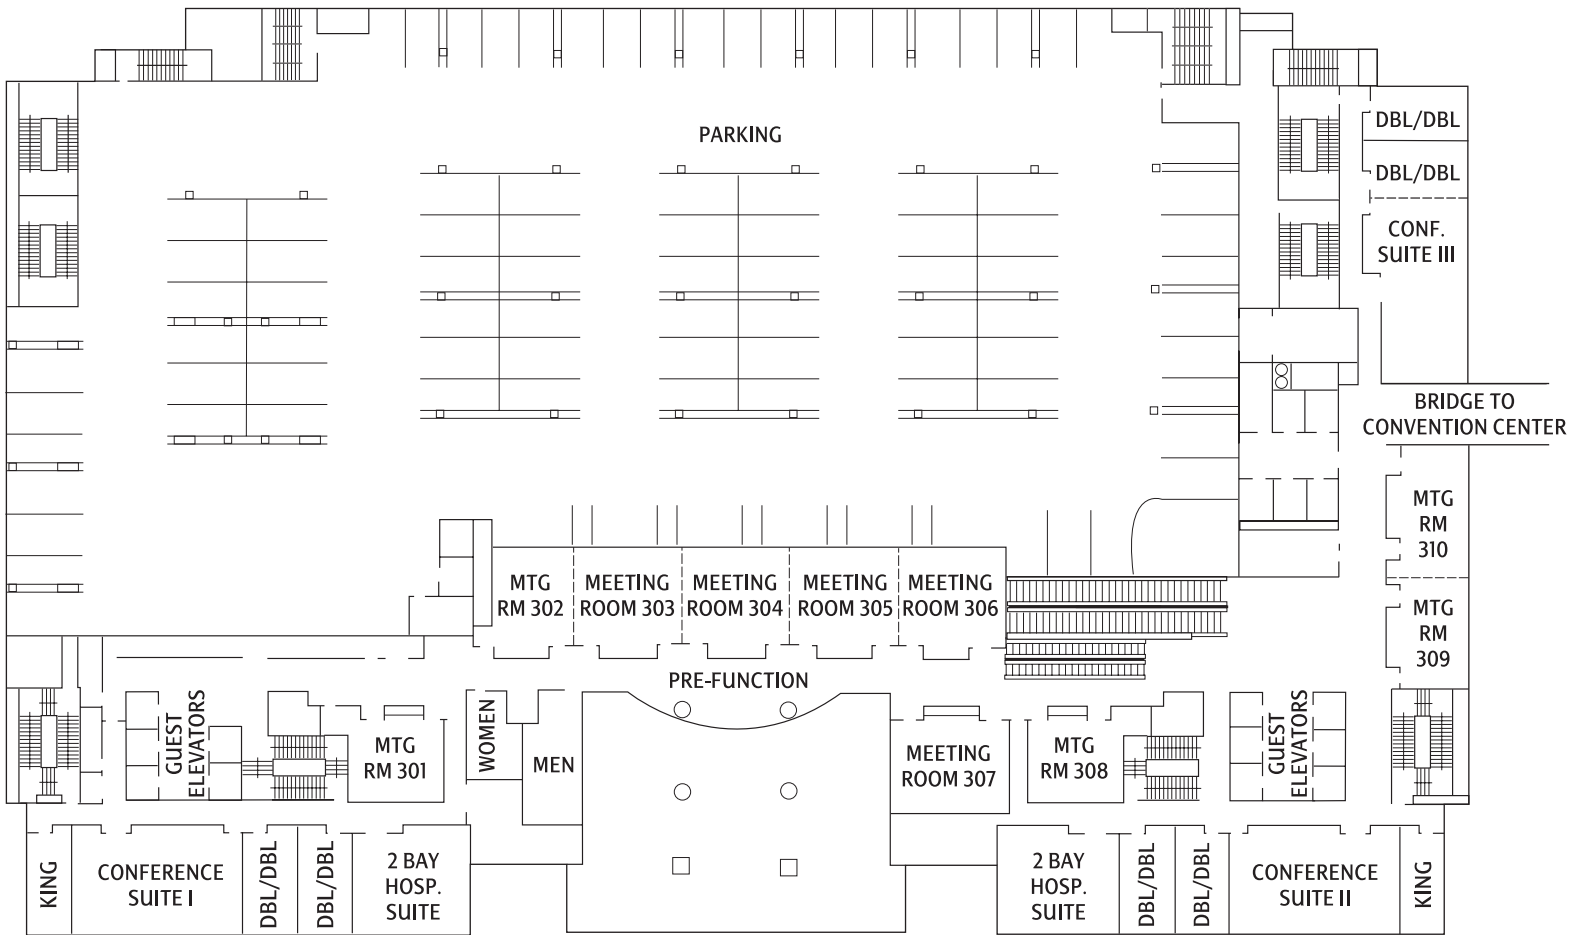 PARKING
DBL/DBL
DBL/DBL
CONF.
SUITE III
BRIDGE TO
CONVENTION CENTER
MTG
RM
310
MTG
RM
309
MTG
RM 302
MEETING
ROOM 303
MEETING
ROOM 304
MEETING
ROOM 305
MEETING
ROOM 306
PRE-FUNCTION
GUEST
ELEVATORS
MTG
RM 301
WOMEN
MEN
MEETING
ROOM 307
MTG
RM 308
GUEST
ELEVATORS
KING
CONFERENCE
SUITE I
DBL/DBL
DBL/DBL
2 BAY
HOSP.
SUITE
2 BAY
HOSP.
SUITE
DBL/DBL
DBL/DBL
CONFERENCE
SUITE II
KING